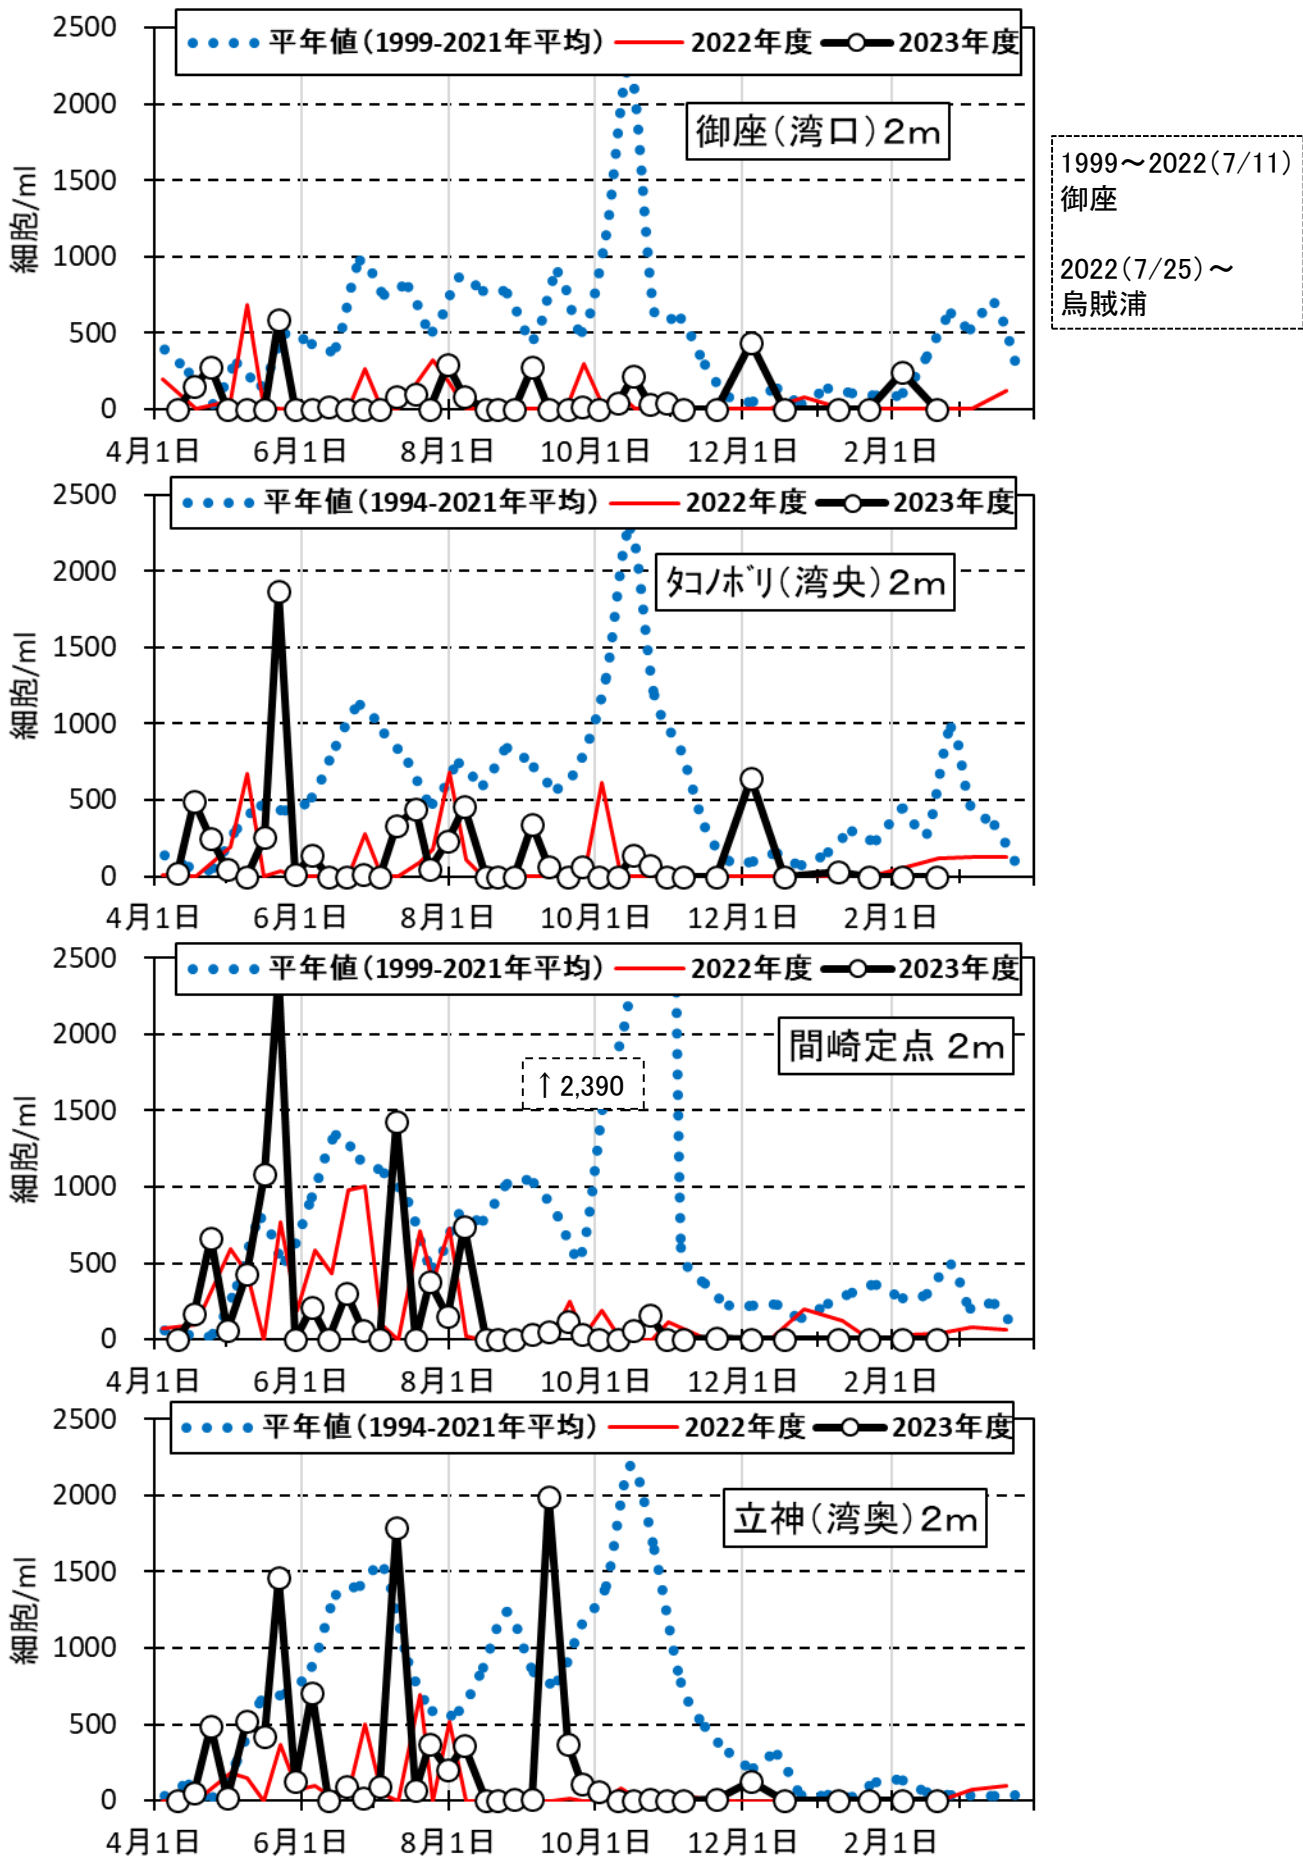 2500
平年値(1999-2021年平均) 2022年度 2023年度
2000
御座(湾口)2m
1500
1000
500
0
細胞/ml
4月1日 6月1日 8月1日 10月1日 12月1日 2月1日
1999～2022(7/11)
御座
2022(7/25)～
烏賊浦
2500
平年値(1994-2021年平均) 2022年度 2023年度
2000
ﾀｺﾉﾎﾞﾘ(湾央)2m
1500
1000
500
0
細胞/ml
4月1日 6月1日 8月1日 10月1日 12月1日 2月1日
2500
平年値(1999-2021年平均) 2022年度 2023年度
2000
間崎定点 2m
↑ 2,390
1500
1000
500
0
細胞/ml
4月1日 6月1日 8月1日 10月1日 12月1日 2月1日
2500
平年値(1994-2021年平均) 2022年度 2023年度
2000
立神(湾奥)2m
1500
1000
500
0
細胞/ml
4月1日 6月1日 8月1日 10月1日 12月1日 2月1日